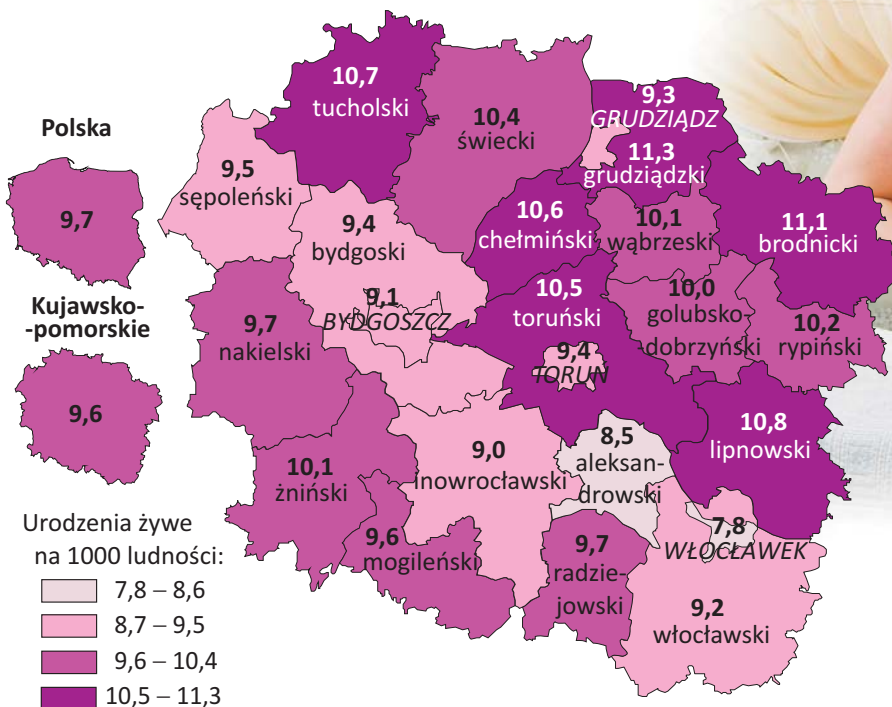 Polska
9,7
Kujawsko-
-pomorskie
9,6
10,7
tucholski
10,4
świecki
9,3
GRUDZIĄDZ
11,3
grudziądzki
9,5
sępoleński
9,4
bydgoski
10,6
chełmiński
10,1
wąbrzeski
11,1
brodnicki
9,1
BYDGOSZCZ
9,7
nakielski
10,5
toruński
10,0
golubsko-
-dobrzyński
10,2
rypiński
9,4
TORUŃ
10,8
lipnowski
10,1
żniński
9,0
inowrocławski
8,5
aleksan-
drowski
9,6
mogileński
9,7
radzie-
jowski
7,8
WŁOCŁAWEK
9,2
włocławski
Urodzenia żywe
na 1000 ludności:
7,8 – 8,6
8,7 – 9,5
9,6 – 10,4
10,5 – 11,3